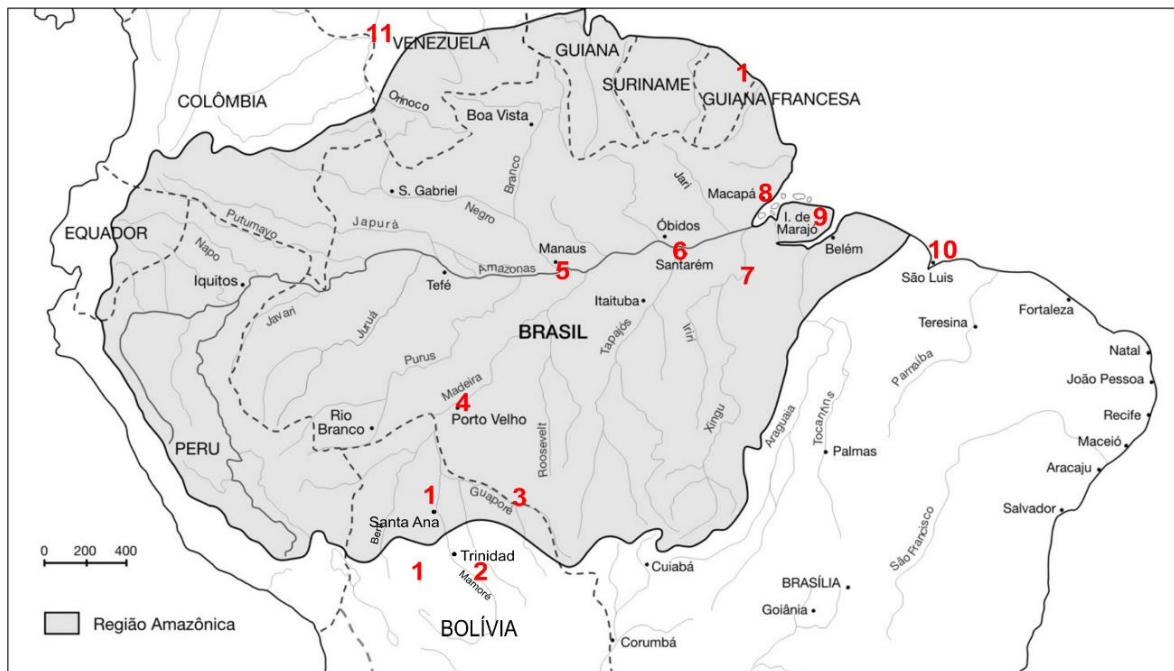 11
VENEZUELA
GUIANA
1
SURINAME
GUIANA FRANCESA
COLÔMBIA
Orinoco
Boa Vista
Branco
Jari
S. Gabriel
Macapá
8
Negro
I. de
Marajó
9
EQUADOR
Putumayo
Japurá
Óbidos
Napo
Manaus
6
Belém
10
Santarém
São Luis
Iquitos
Tefé
Amazonas
5
7
Itaituba
Fortaleza
Javari
Juruá
BRASIL
Tapajós
Iriri
Teresina
Natal
Purus
Parnaíba
João Pessoa
Madeira
4
Porto Velho
Xingu
Araguaia
Tocantins
Recife
Rio
Branco
PERU
Roosevelt
Palmas
Maceió
Aracaju
1
Guaporé
3
Santa Ana
Beni
São Francisco
Salvador
0 200 400
Trinidad
1
2
Mamoré
Cuiabá
BRASÍLIA
Goiânia
Região Amazônica
BOLÍVIA
Corumbá